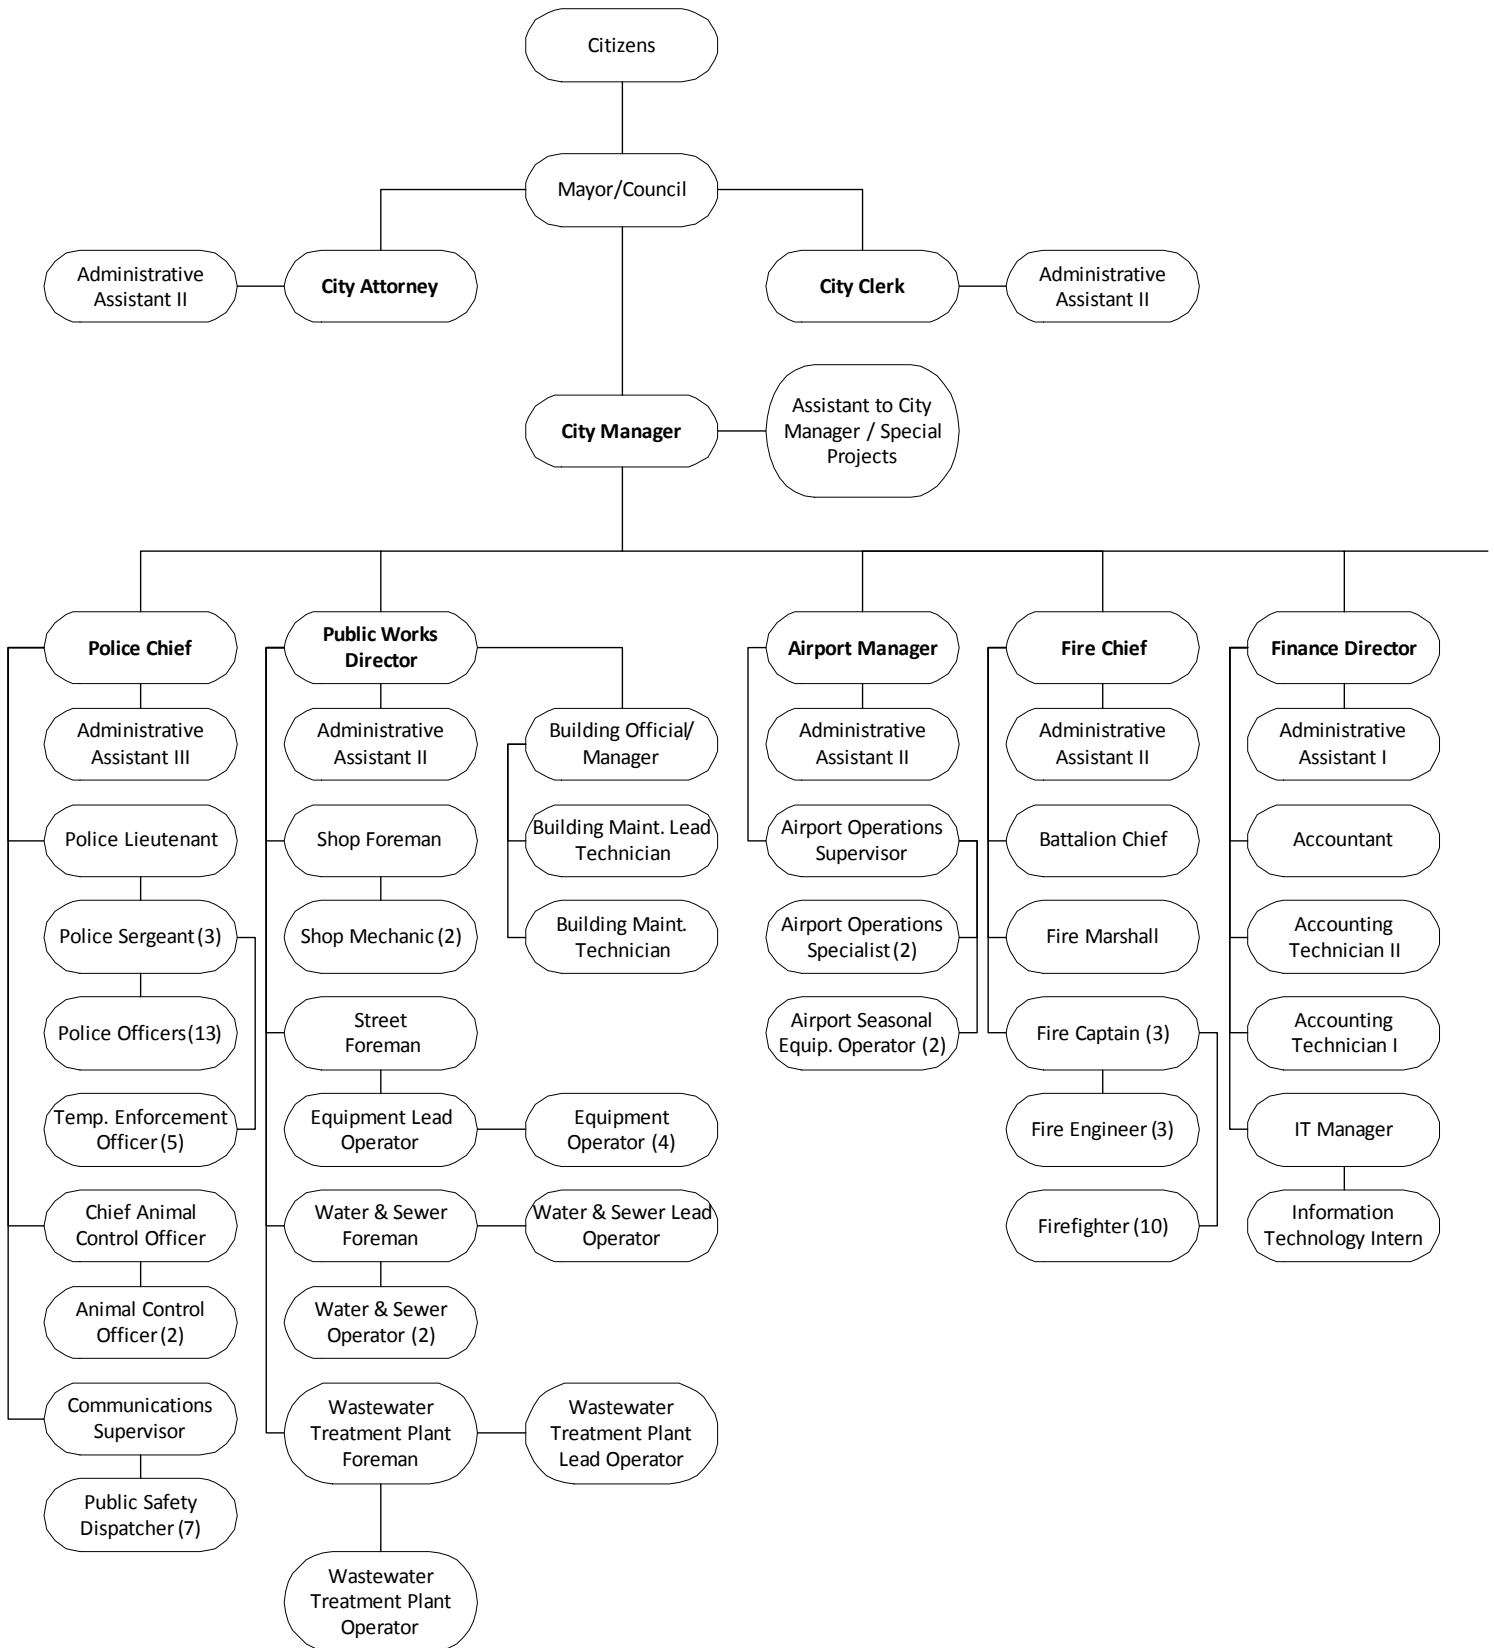 Citizens
Mayor/Council
Administrative
Assistant II
City Attorney
City Clerk
Administrative
Assistant II
City Manager
Assistant to City
Manager / Special
Projects
Police Chief
Public Works
Director
Airport Manager
Fire Chief
Finance Director
Administrative
Assistant III
Administrative
Assistant II
Building Official/
Manager
Administrative
Assistant II
Administrative
Assistant II
Administrative
Assistant I
Police Lieutenant
Shop Foreman
Building Maint. Lead
Technician
Airport Operations
Supervisor
Battalion Chief
Accountant
Police Sergeant (3)
Shop Mechanic (2)
Building Maint.
Technician
Airport Operations
Specialist (2)
Fire Marshall
Accounting
Technician II
Police Officers (13)
Street
Foreman
Airport Seasonal
Equip. Operator (2)
Fire Captain (3)
Accounting
Technician I
Temp. Enforcement
Officer (5)
Equipment Lead
Operator
Equipment
Operator (4)
Fire Engineer (3)
IT Manager
Chief Animal
Control Officer
Water & Sewer
Foreman
Water & Sewer Lead
Operator
Firefighter (10)
Information
Technology Intern
Animal Control
Officer (2)
Water & Sewer
Operator (2)
Communications
Supervisor
Wastewater
Treatment Plant
Foreman
Wastewater
Treatment Plant
Lead Operator
Public Safety
Dispatcher (7)
Wastewater
Treatment Plant
Operator